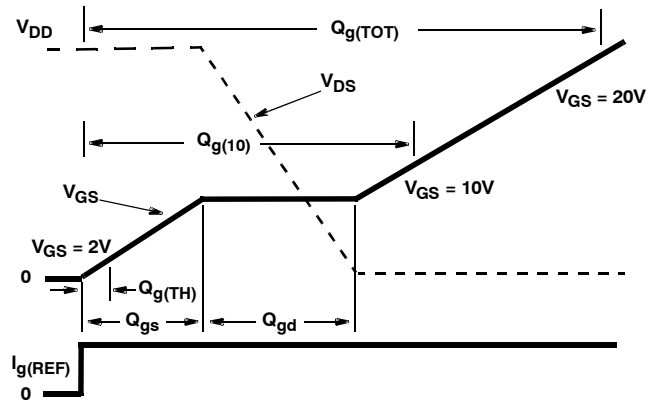 V_DD
Q_g(TOT)
V_DS
V_GS = 20V
Q_g(10)
V_GS
V_GS = 10V
V_GS = 2V
0
Q_g(TH)
Q_gs
Q_gd
I_g(REF)
0